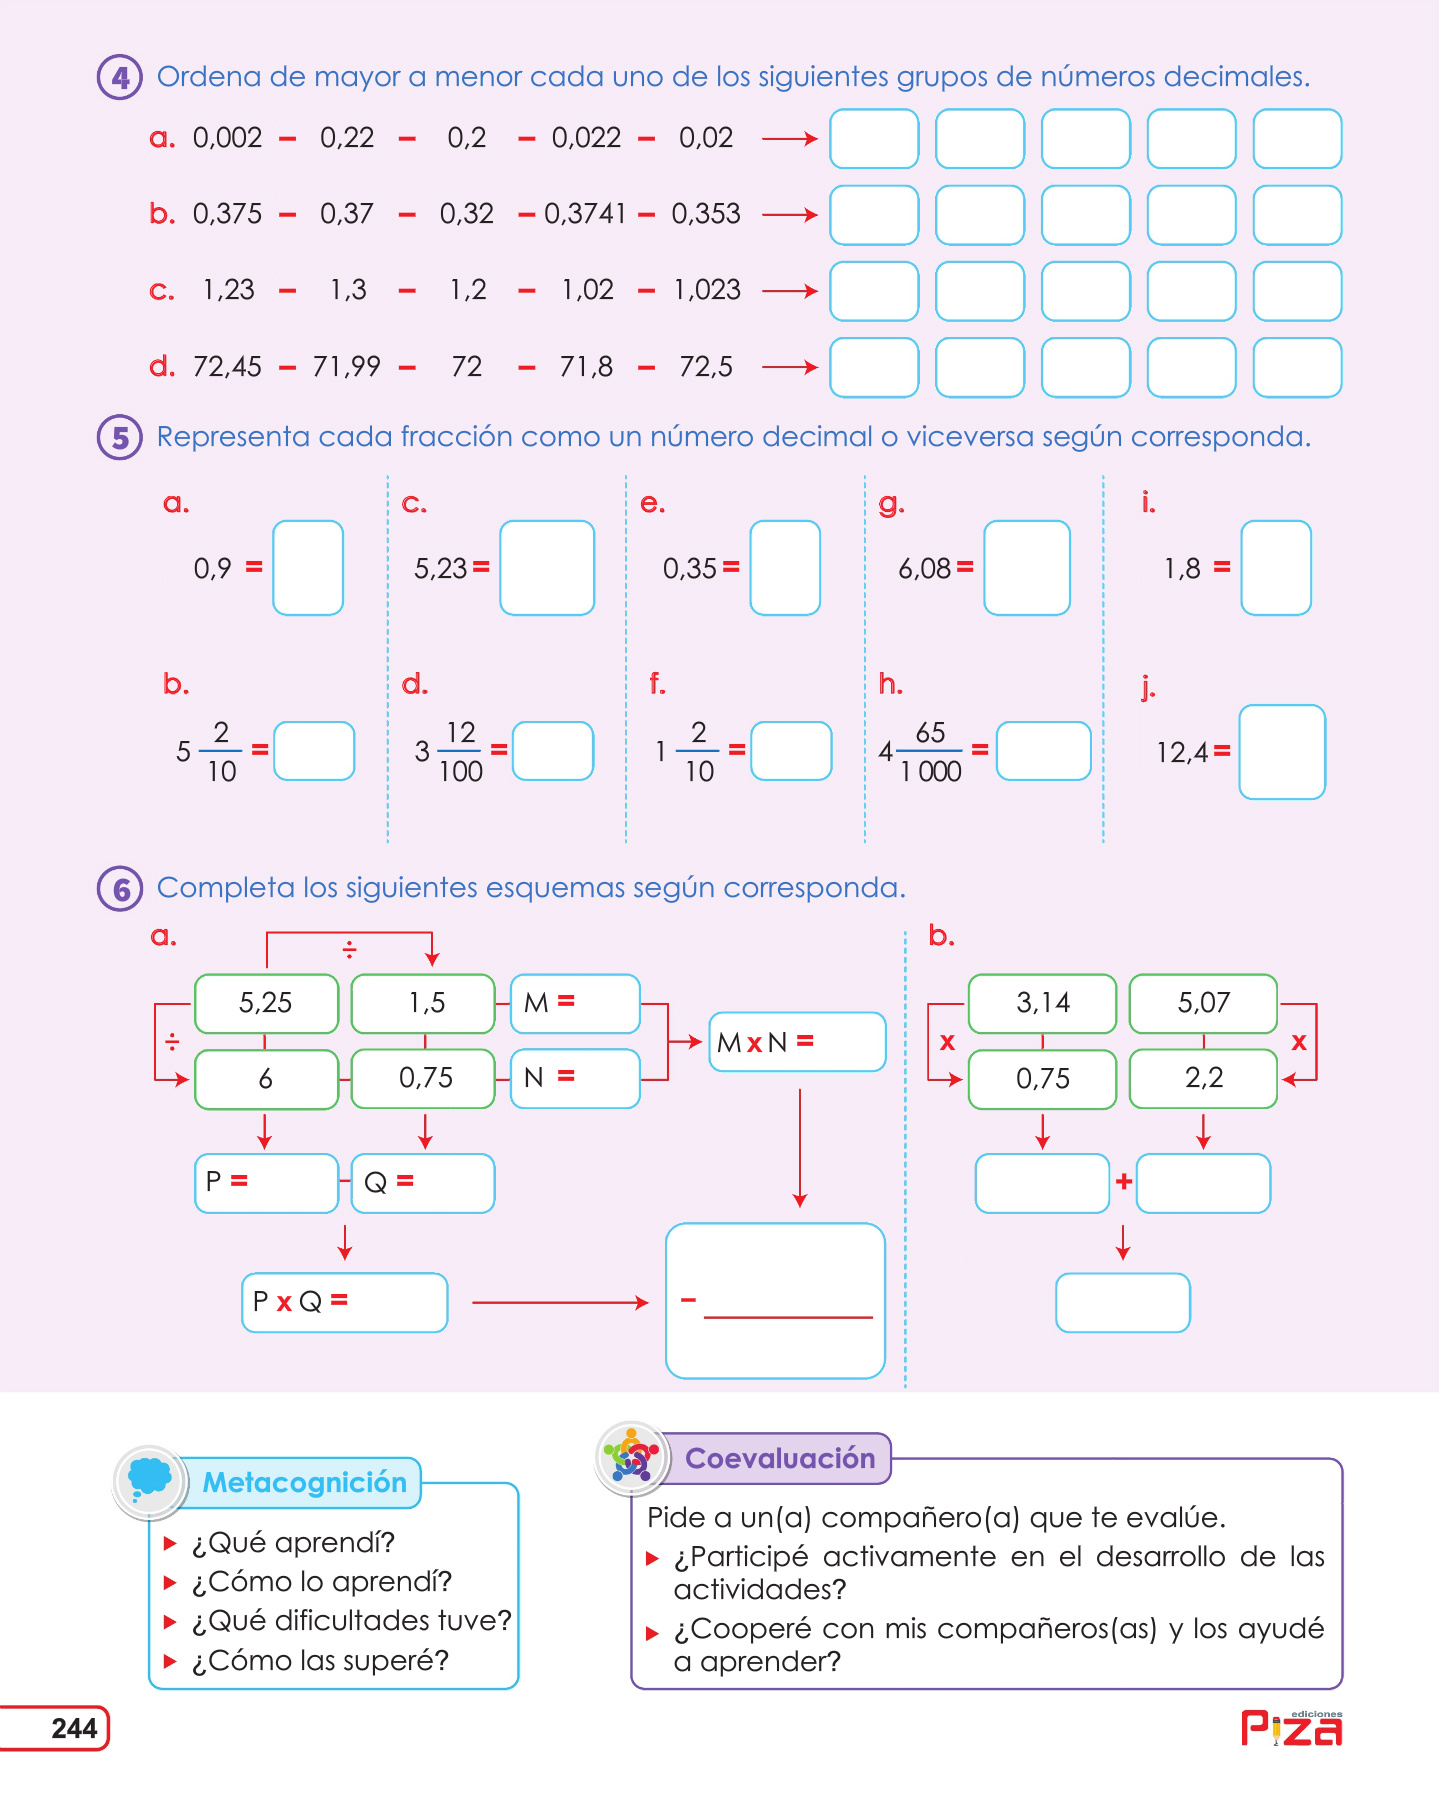 4 Ordena de mayor a menor cada uno de los siguientes grupos de números decimales.
a. 0,002 – 0,22 – 0,2 – 0,022 – 0,02
b. 0,375 – 0,37 – 0,32 – 0,3741 – 0,353
c. 1,23 – 1,3 – 1,2 – 1,02 – 1,023
d. 72,45 – 71,99 – 72 – 71,8 – 72,5
5 Representa cada fracción como un número decimal o viceversa según corresponda.
a. c. e. g. i.
0,9 = 5,23 = 0,35 = 6,08 = 1,8 =
b. d. f. h. j.
5 2/10 = 3 12/100 = 1 2/10 = 4 65/1 000 = 12,4 =
6 Completa los siguientes esquemas según corresponda.
a.
÷
5,25 1,5 M =
÷
6 0,75 N =
M x N =
P = Q =
P x Q =
–
b.
3,14 5,07
x x
0,75 2,2
+
Metacognición
¿Qué aprendí?
¿Cómo lo aprendí?
¿Qué dificultades tuve?
¿Cómo las superé?
Coevaluación
Pide a un(a) compañero(a) que te evalúe.
¿Participé activamente en el desarrollo de las
actividades?
¿Cooperé con mis compañeros(as) y los ayudé
a aprender?
244
ediciones
Piza